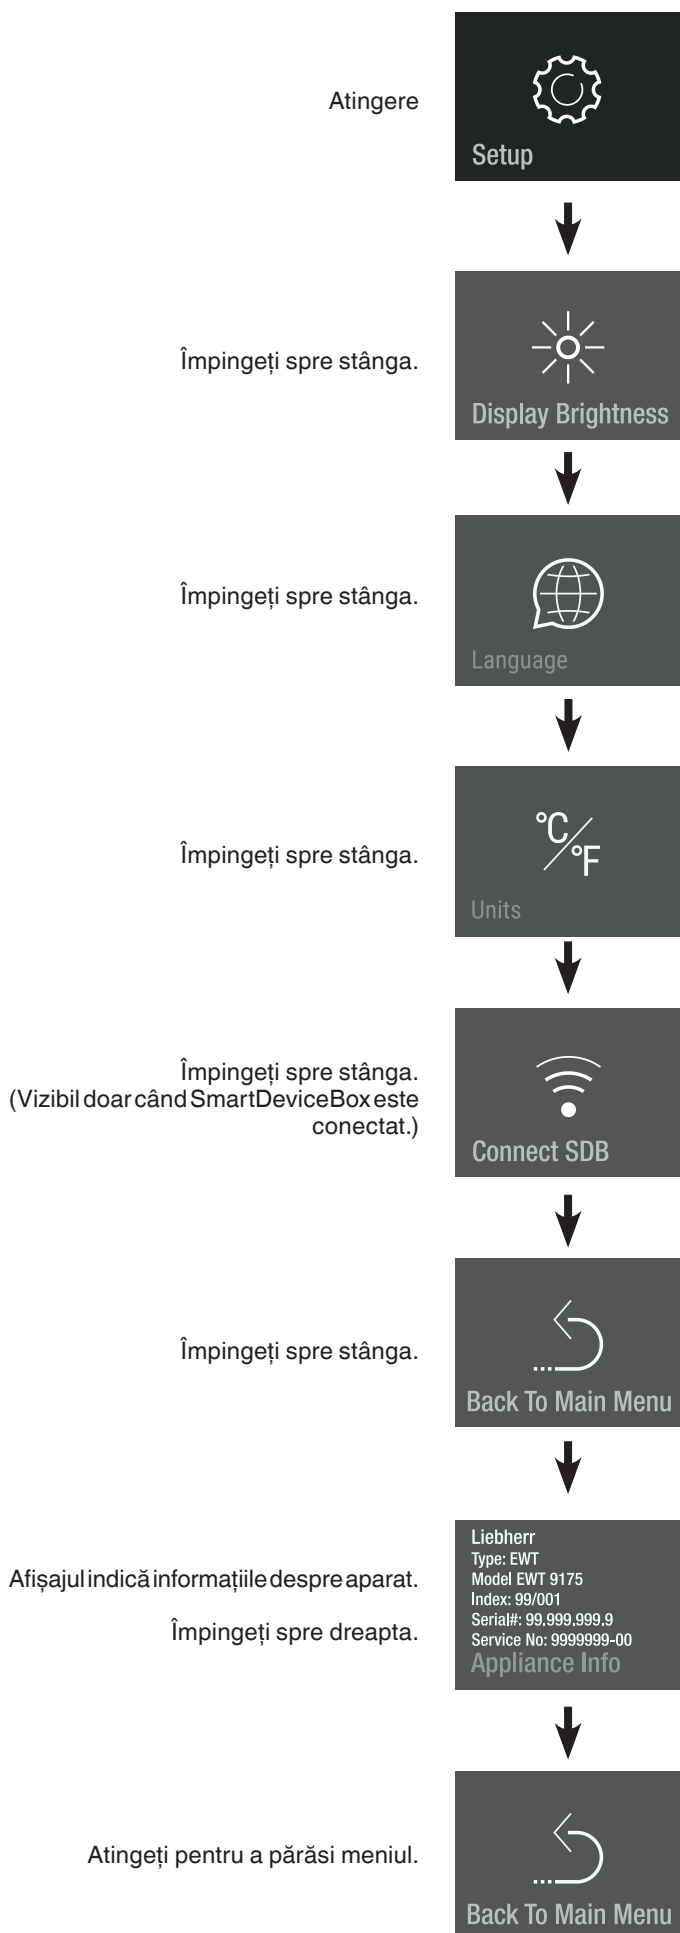 Atingere
Setup
Împingeți spre stânga.
Display Brightness
Împingeți spre stânga.
Language
Împingeți spre stânga.
°C/°F
Units
Împingeți spre stânga.
(Vizibil doar când SmartDeviceBox este
conectat.)
Connect SDB
Împingeți spre stânga.
Back To Main Menu
Afișajul indică informațiile despre aparat.
Împingeți spre dreapta.
Liebherr
Type: EWT
Model EWT 9175
Index: 99/001
Serial#: 99.999.999.9
Service No: 9999999-00
Appliance Info
Atingeți pentru a părăsi meniul.
Back To Main Menu